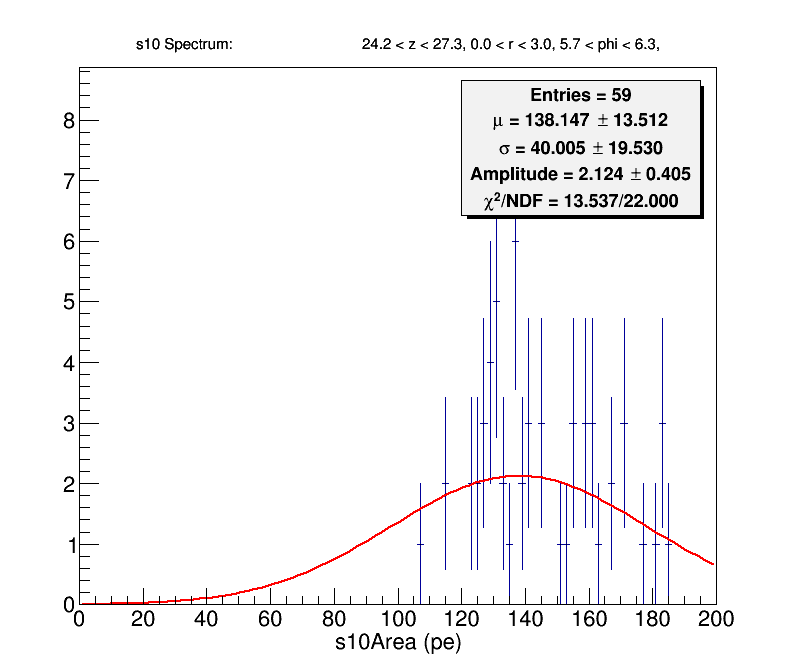 s10 Spectrum: 24.2 < z < 27.3, 0.0 < r < 3.0, 5.7 < phi < 6.3,
Entries = 59
μ = 138.147 ± 13.512
σ = 40.005 ± 19.530
Amplitude = 2.124 ± 0.405
χ²/NDF = 13.537/22.000
8
7
6
5
4
3
2
1
0
0 20 40 60 80 100 120 140 160 180 200
s10Area (pe)